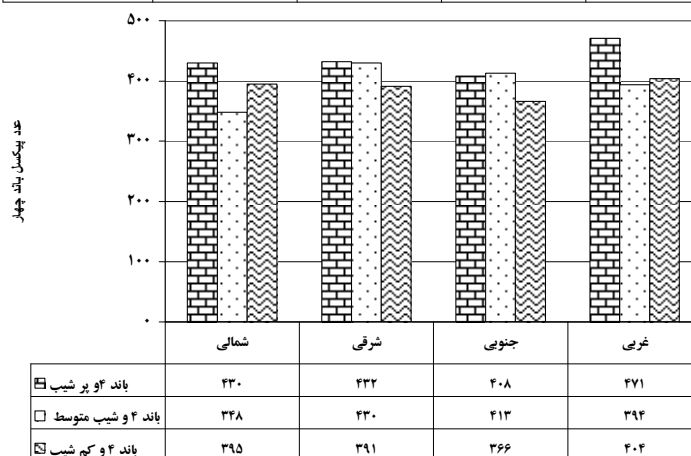 ۵۰۰
۴۰۰
۳۰۰
۲۰۰
۱۰۰
۰
عدد پیکسل باند چهار
شمالی شرقی جنوبی غربی
باند ۴و پر شیب ۴۳۰ ۴۳۲ ۴۰۸ ۴۷۱
باند ۴ و شیب متوسط ۳۴۸ ۴۳۰ ۴۱۳ ۳۹۴
باند ۴ و کم شیب ۳۹۵ ۳۹۱ ۳۶۶ ۴۰۴